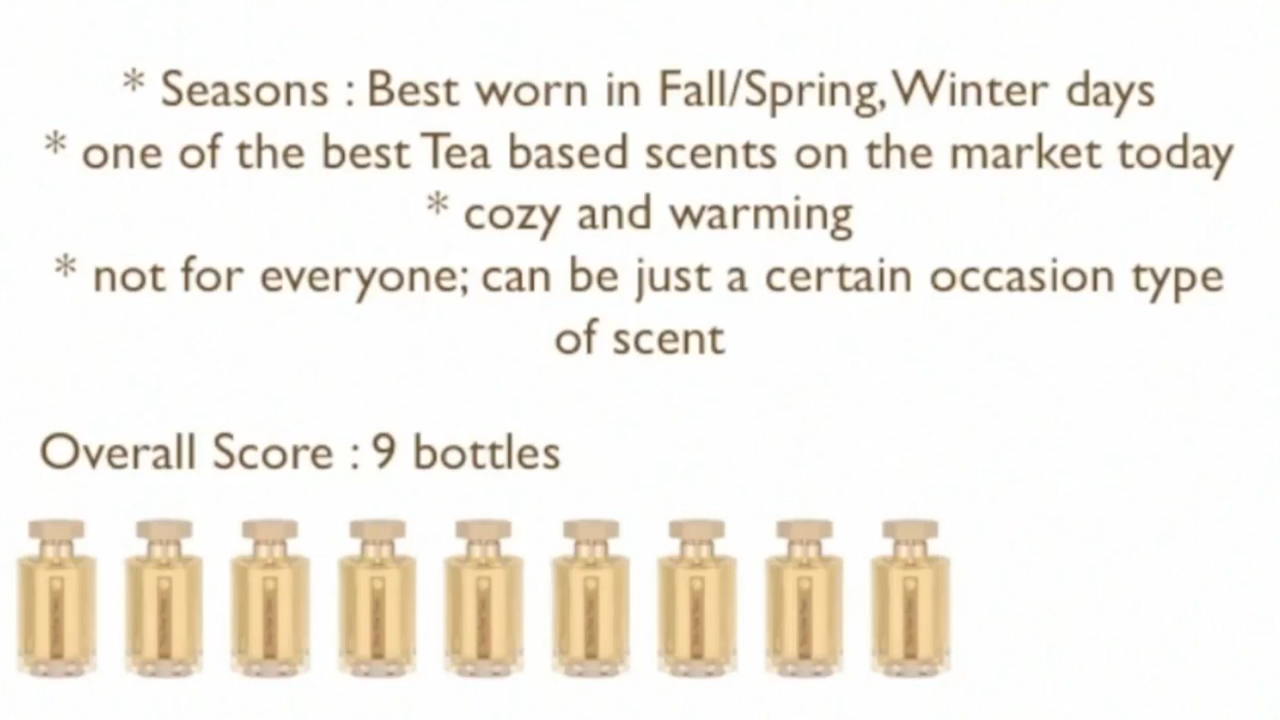 * Seasons : Best worn in Fall/Spring, Winter days
* one of the best Tea based scents on the market today
* cozy and warming
* not for everyone; can be just a certain occasion type
of scent
Overall Score : 9 bottles